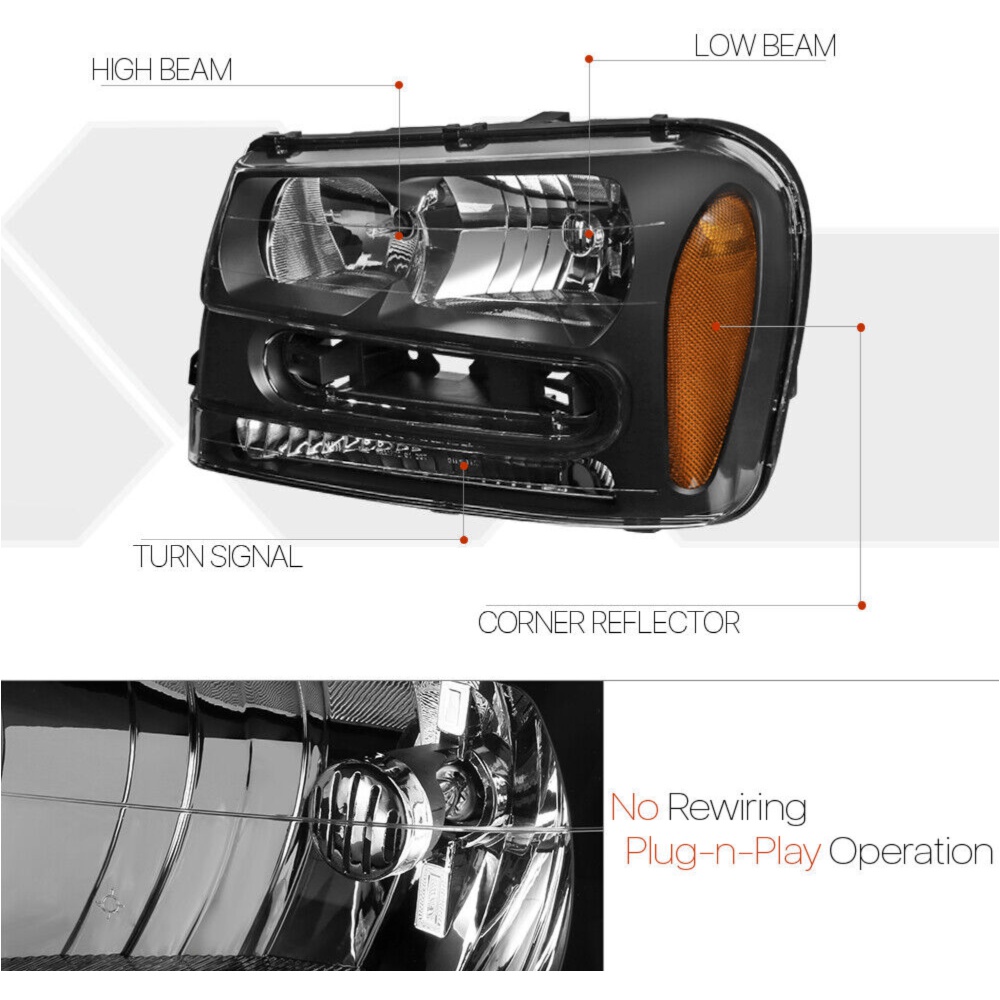 LOW BEAM
HIGH BEAM
TURN SIGNAL
CORNER REFLECTOR
No Rewiring
Plug-n-Play Operation